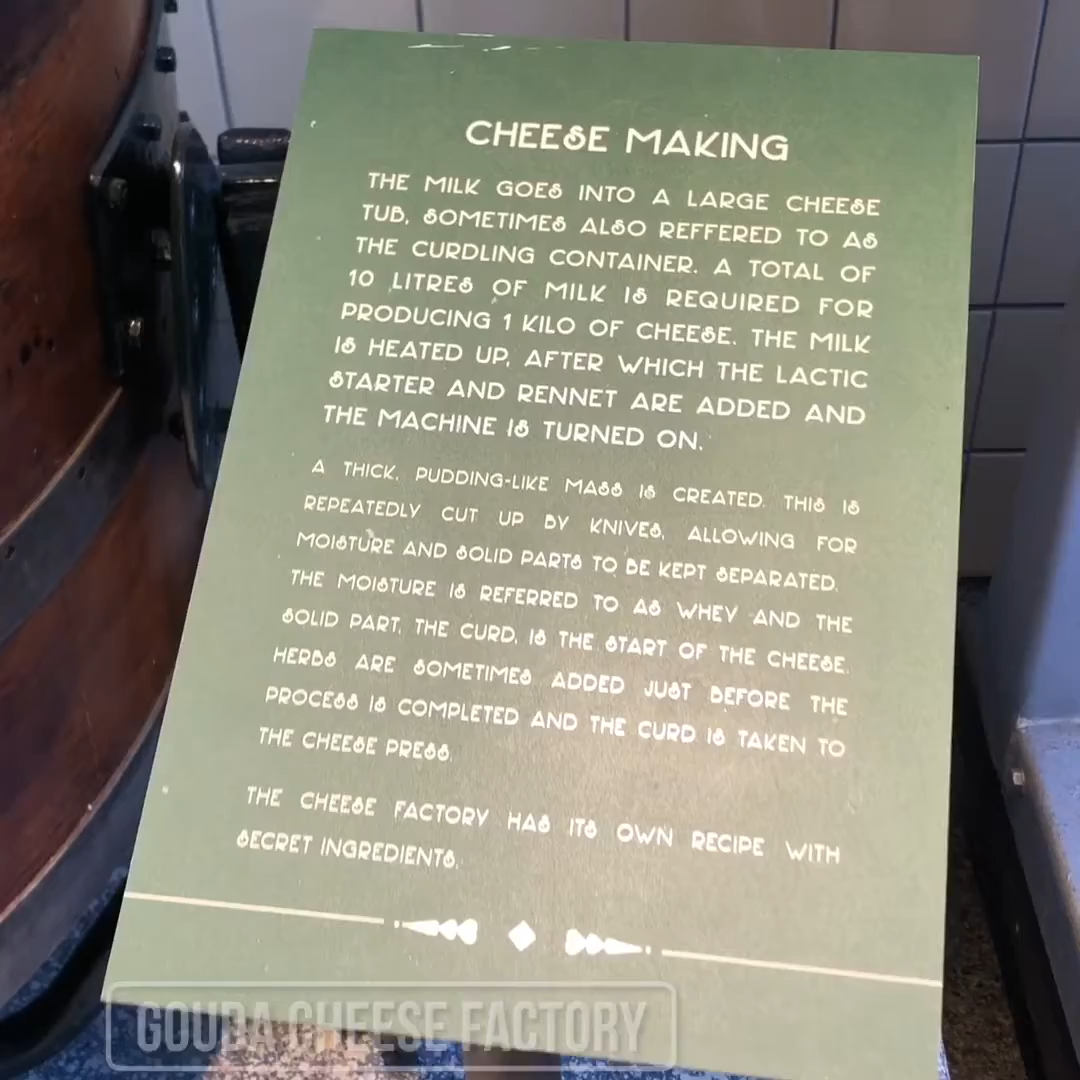 CHEESE MAKING
THE MILK GOES INTO A LARGE CHEESE
TUB, SOMETIMES ALSO REFFERED TO AS
THE CURDLING CONTAINER. A TOTAL OF
10 LITRES OF MILK IS REQUIRED FOR
PRODUCING 1 KILO OF CHEESE. THE MILK
IS HEATED UP, AFTER WHICH THE LACTIC
STARTER AND RENNET ARE ADDED AND
THE MACHINE IS TURNED ON.
A THICK, PUDDING-LIKE MASS IS CREATED. THIS IS
REPEATEDLY CUT UP BY KNIVES, ALLOWING FOR
MOISTURE AND SOLID PARTS TO BE KEPT SEPARATED.
THE MOISTURE IS REFERRED TO AS WHEY AND THE
SOLID PART, THE CURD, IS THE START OF THE CHEESE.
HERBS ARE SOMETIMES ADDED JUST BEFORE THE
PROCESS IS COMPLETED AND THE CURD IS TAKEN TO
THE CHEESE PRESS.
THE CHEESE FACTORY HAS ITS OWN RECIPE WITH
SECRET INGREDIENTS.
GOUDA CHEESE FACTORY